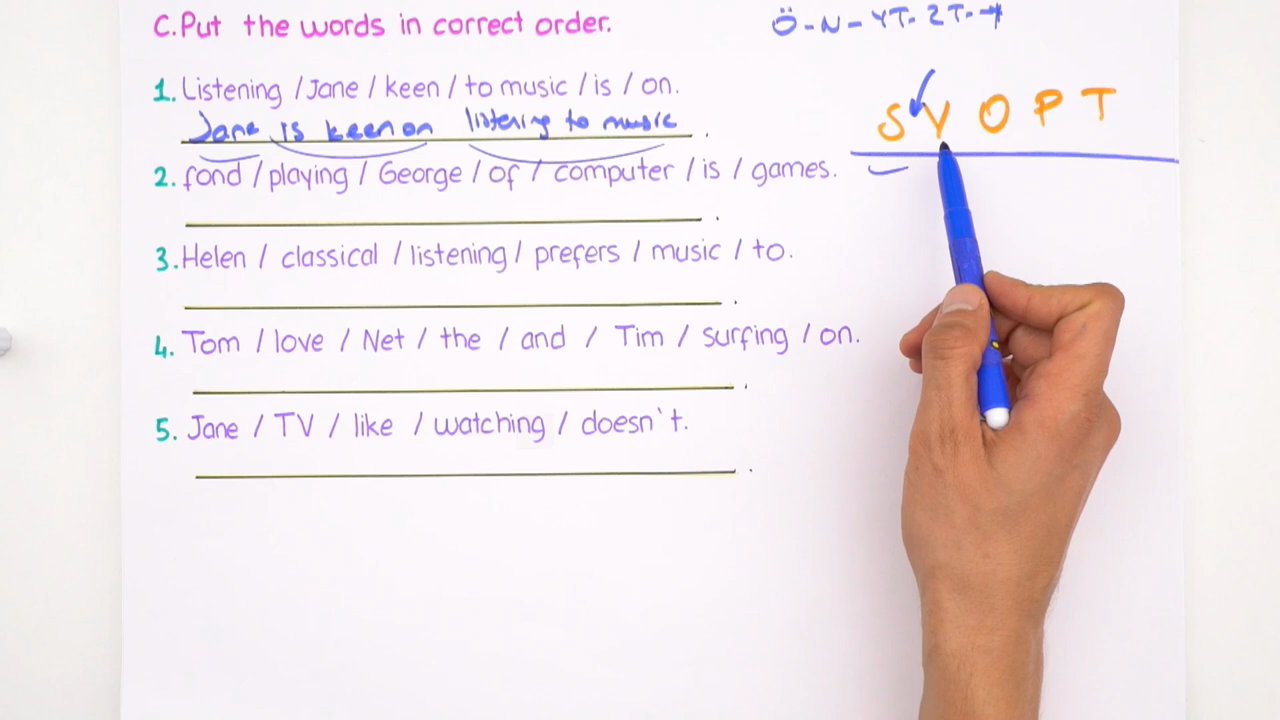 C.Put the words in correct order.
Ö-N-YT-ZT-
1. Listening / Jane / keen / to music / is / on.
S V O P T
Jane is keen on listening to music .
2. fond / playing / George / of / computer / is / games.
.
3. Helen / classical / listening / prefers / music / to.
.
4. Tom / love / Net / the / and / Tim / surfing / on.
.
5. Jane / TV / like / watching / doesn't.
.